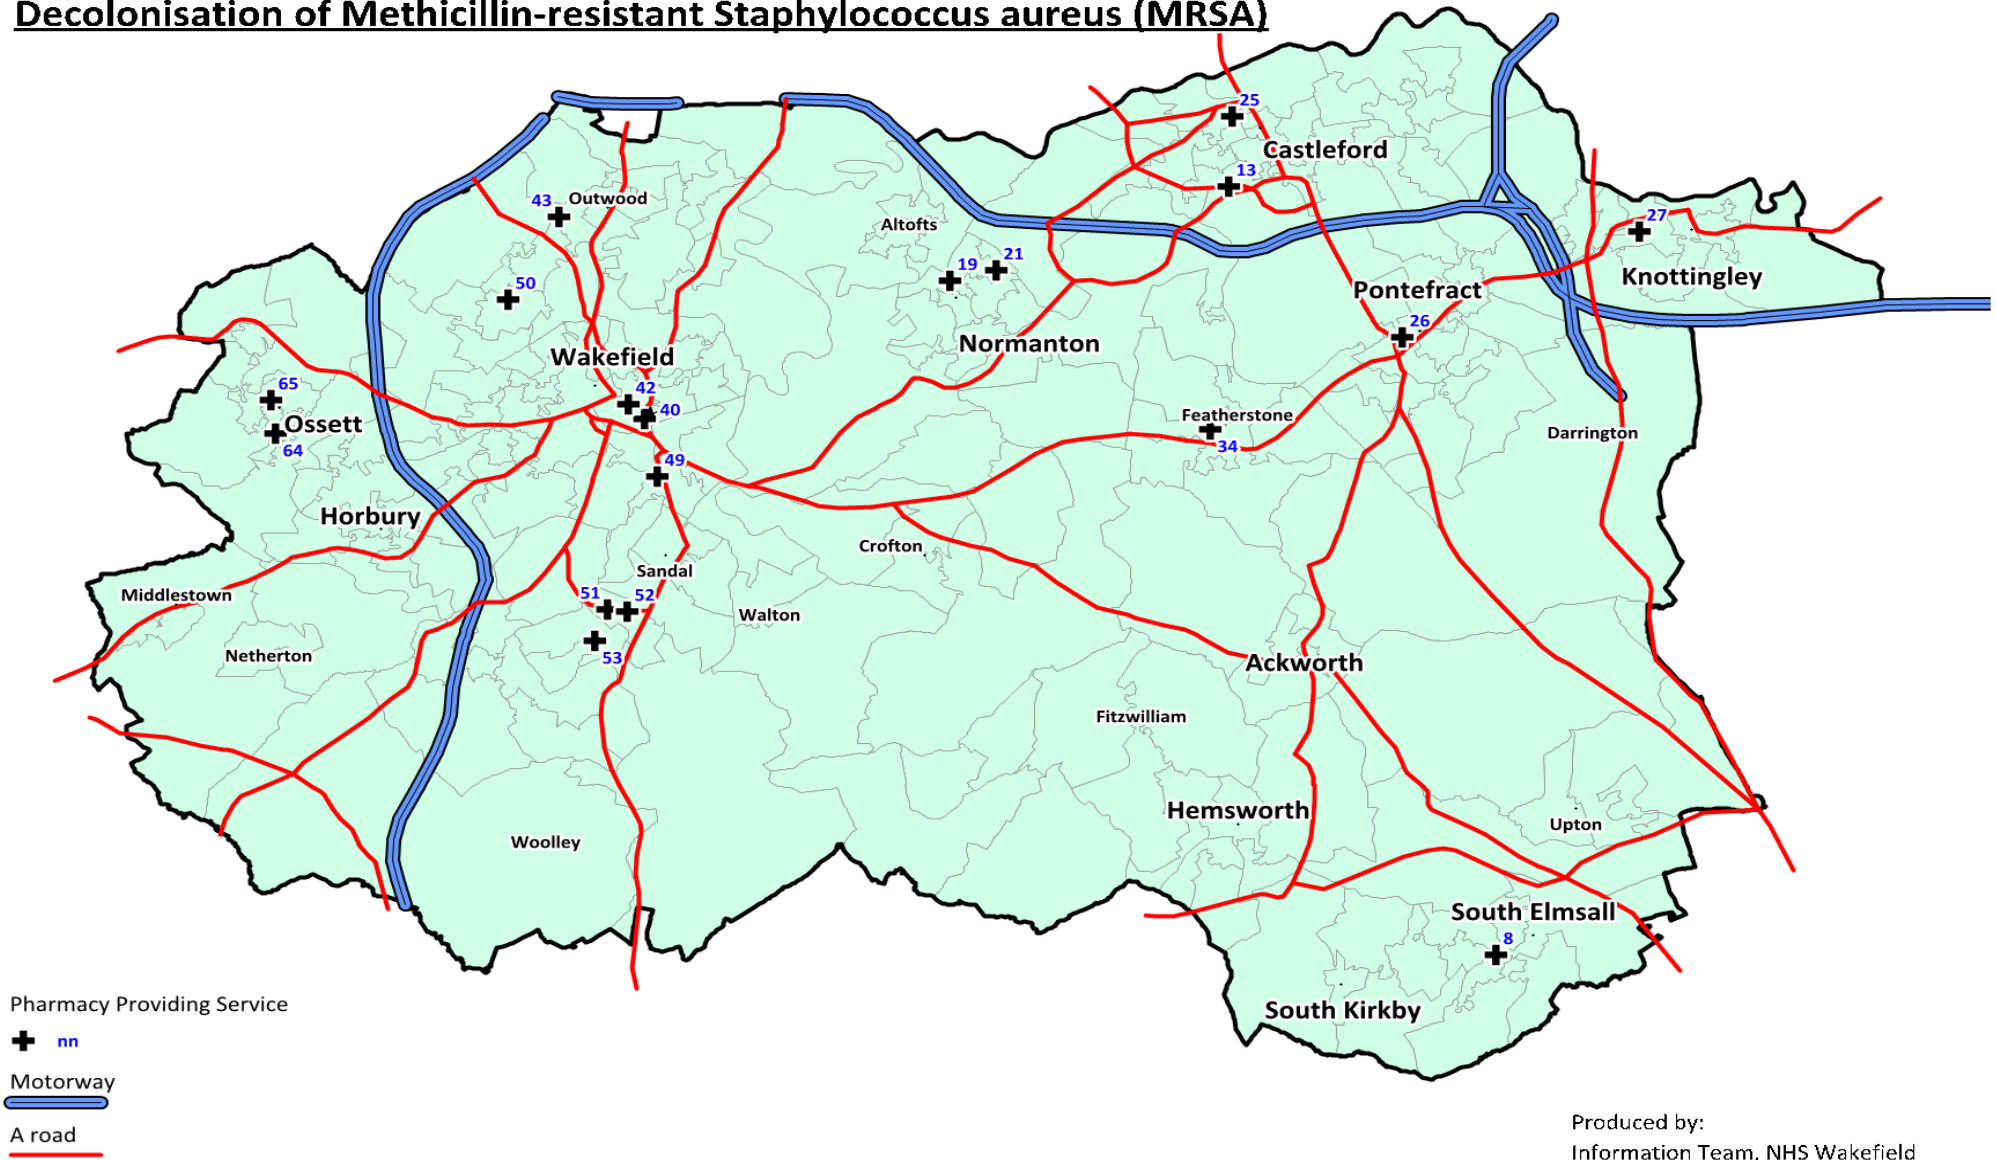 Decolonisation of Methicillin-resistant Staphylococcus aureus (MRSA)
25
Castleford
13
43
Outwood
Altofts
27
19
21
Knottingley
50
Pontefract
26
Normanton
Wakefield
65
42
40
Ossett
64
Featherstone
34
Darrington
49
Horbury
Crofton
Sandal
Middlestown
51
52
Walton
53
Netherton
Ackworth
Fitzwilliam
Hemsworth
Upton
Woolley
South Elmsall
8
South Kirkby
Pharmacy Providing Service
nn
Motorway
A road
Produced by:
Information Team. NHS Wakefield